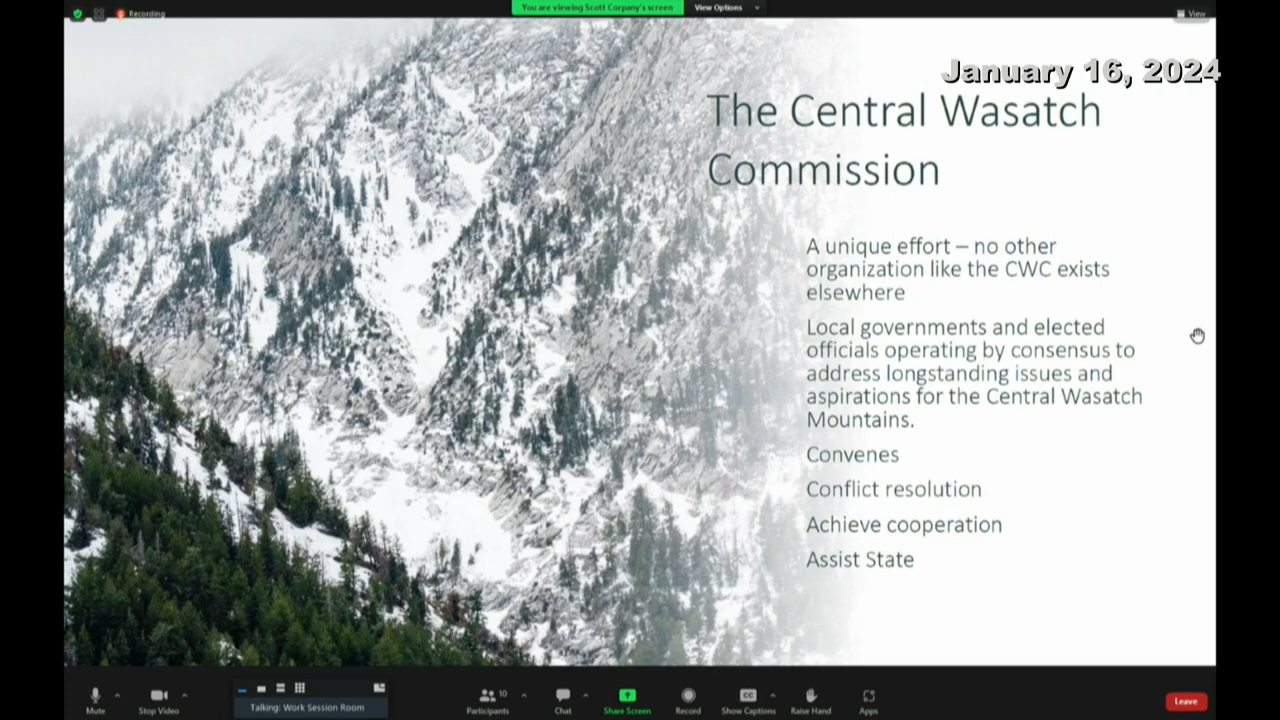 Recording
You are viewing Scott Corpany's screen
View Options
View
January 16, 2024
The Central Wasatch
Commission
A unique effort – no other
organization like the CWC exists
elsewhere
Local governments and elected
officials operating by consensus to
address longstanding issues and
aspirations for the Central Wasatch
Mountains.
Convenes
Conflict resolution
Achieve cooperation
Assist State
Talking: Work Session Room
Mute
Stop Video
10
Participants
Chat
Share Screen
Record
CC
Show Captions
Raise Hand
Apps
Leave